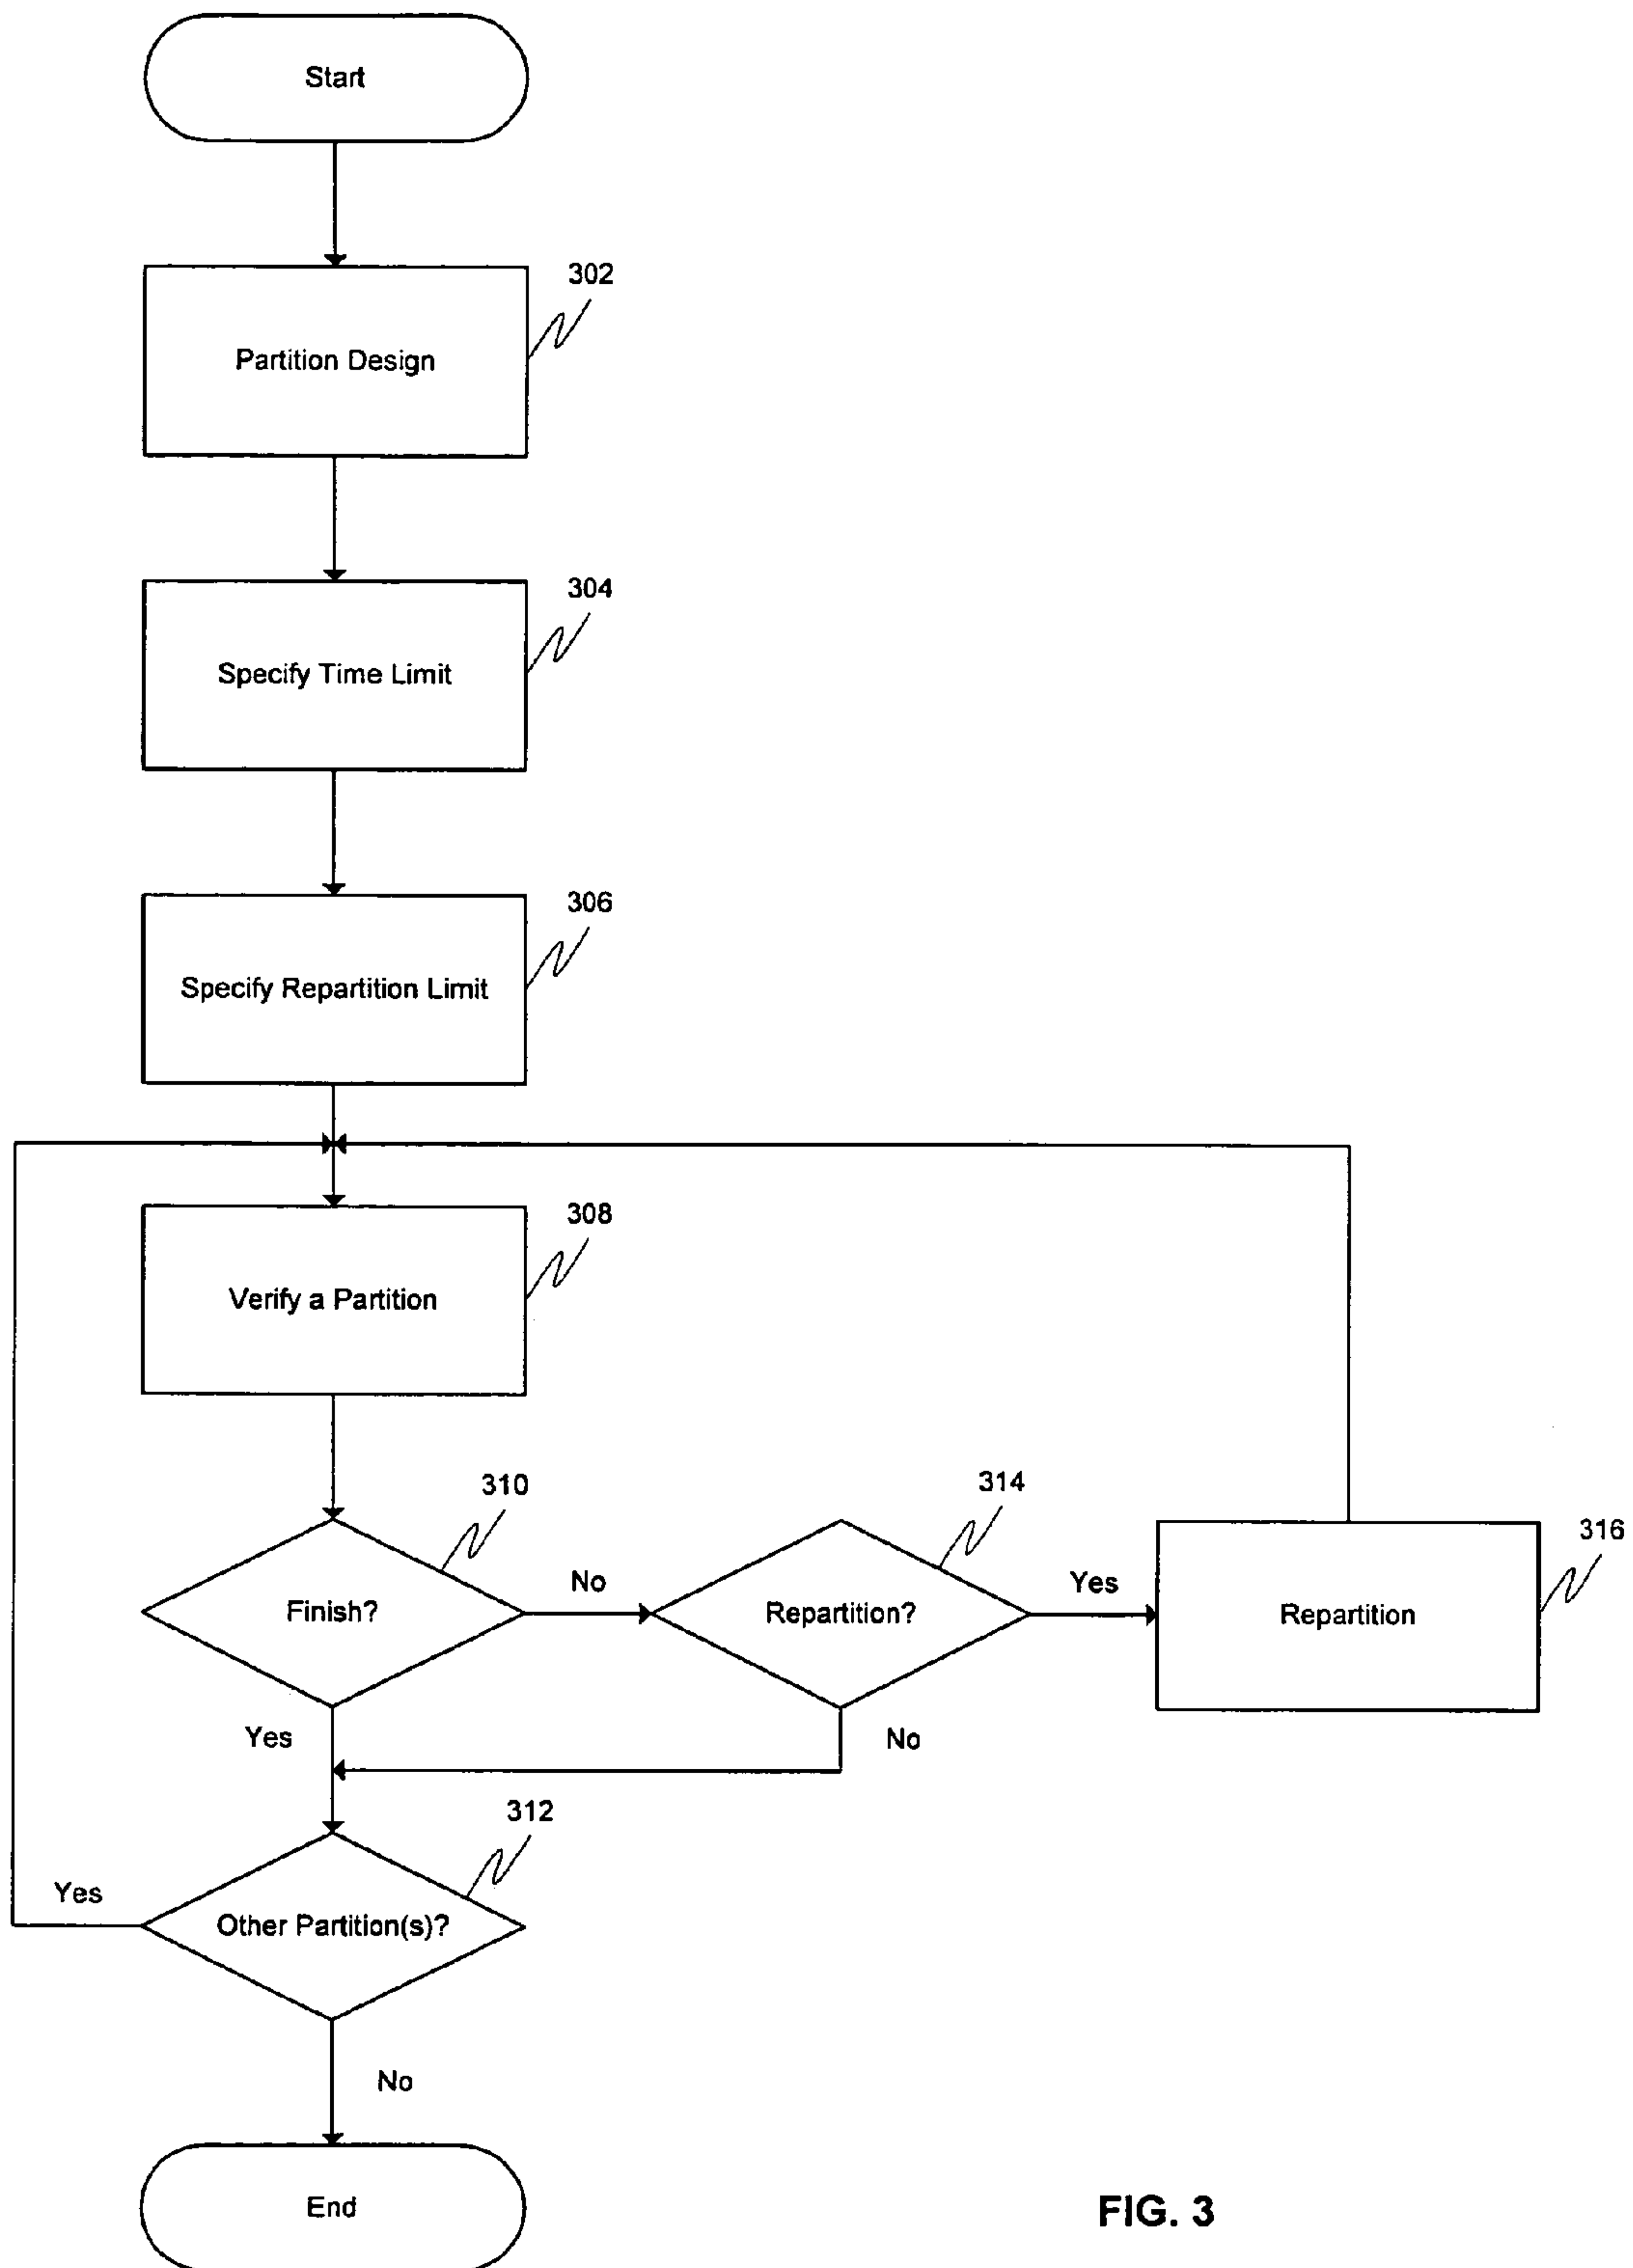 Start
302
Partition Design
304
Specify Time Limit
306
Specify Repartition Limit
308
Verify a Partition
310
314
316
Finish?
No
Repartition?
Yes
Repartition
Yes
No
312
Yes
Other Partition(s)?
No
End
FIG. 3